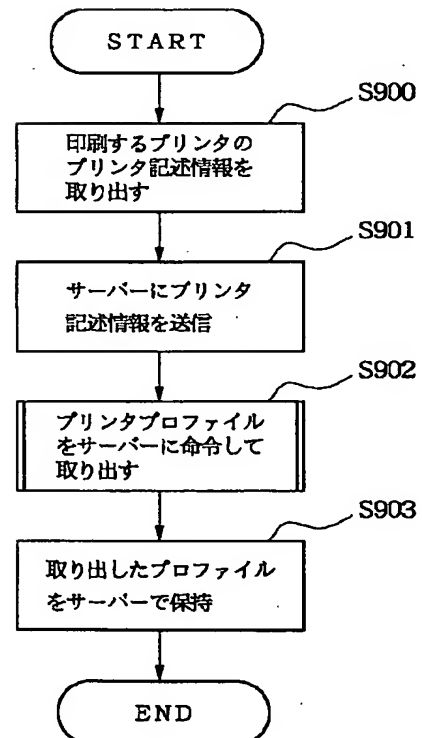 START
S900
印刷するプリンタの
プリンタ記述情報を
取り出す
S901
サーバーにプリンタ
記述情報を送信
S902
プリンタプロファイル
をサーバーに命令して
取り出す
S903
取り出したプロファイル
をサーバーで保持
END